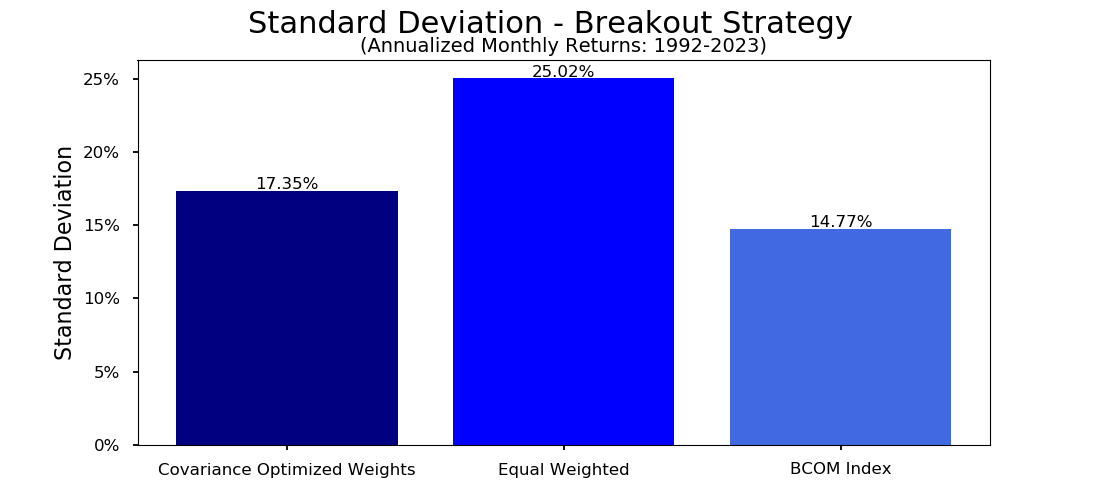 Standard Deviation - Breakout Strategy
(Annualized Monthly Returns: 1992-2023)
Standard Deviation
25%
20%
15%
10%
5%
0%
17.35%
25.02%
14.77%
Covariance Optimized Weights
Equal Weighted
BCOM Index